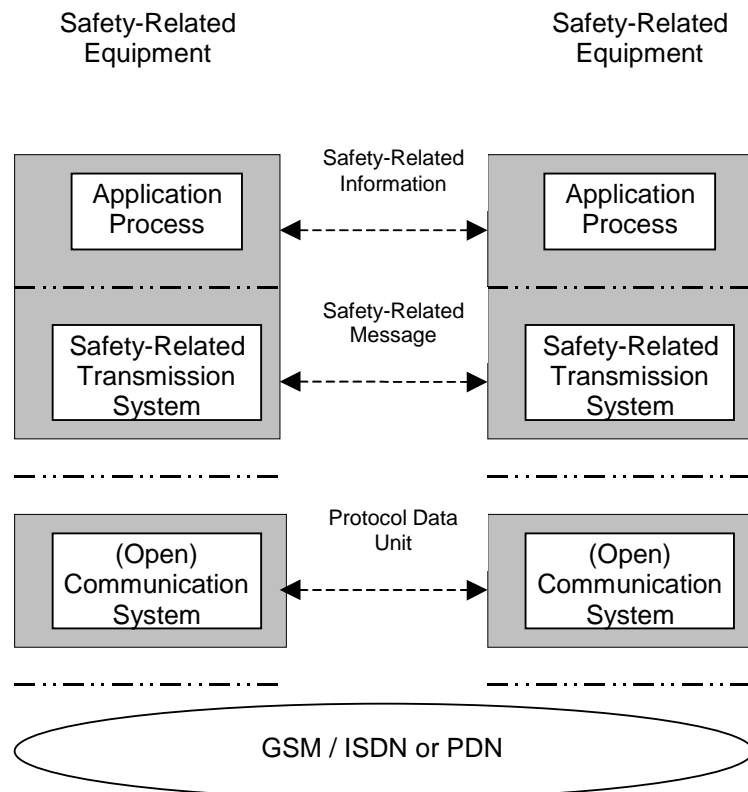 Safety-Related
Equipment
Safety-Related
Equipment
Application
Process
Safety-Related
Information
Application
Process
Safety-Related
Transmission
System
Safety-Related
Message
Safety-Related
Transmission
System
(Open)
Communication
System
Protocol Data
Unit
(Open)
Communication
System
GSM / ISDN or PDN